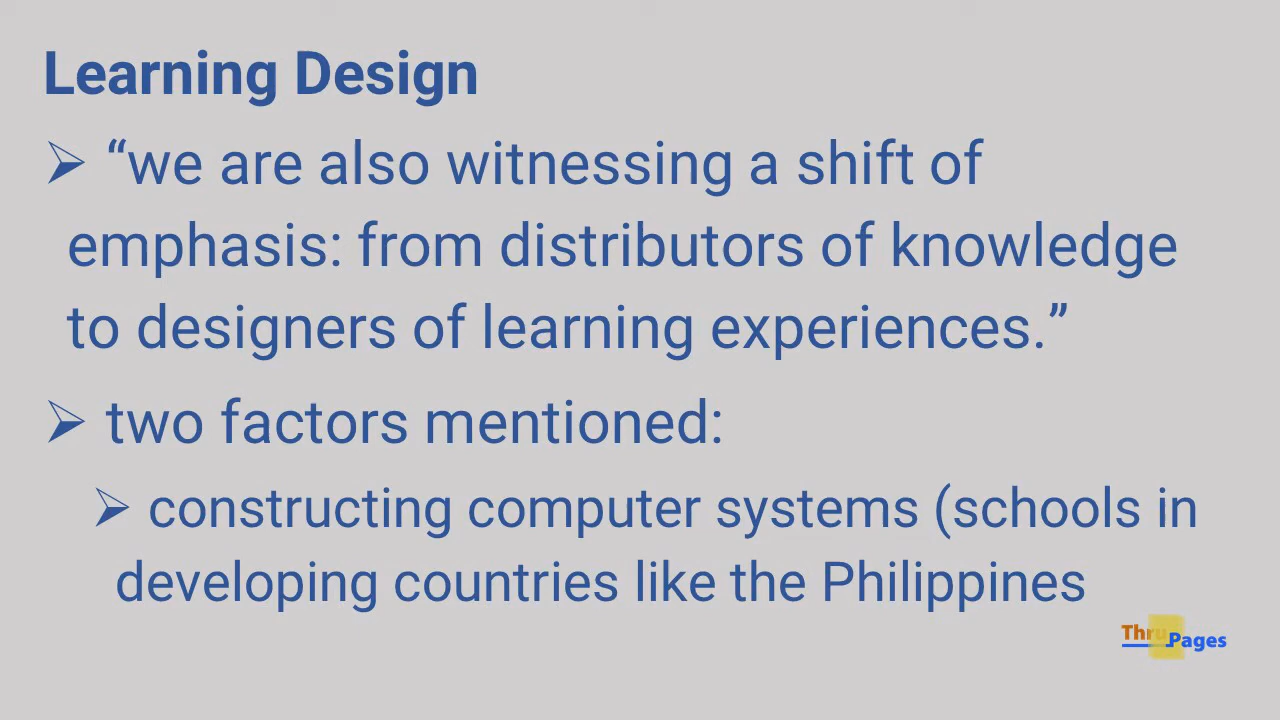 Learning Design
➢ “we are also witnessing a shift of
emphasis: from distributors of knowledge
to designers of learning experiences.”
➢ two factors mentioned:
➢ constructing computer systems (schools in
developing countries like the Philippines
Thru Pages